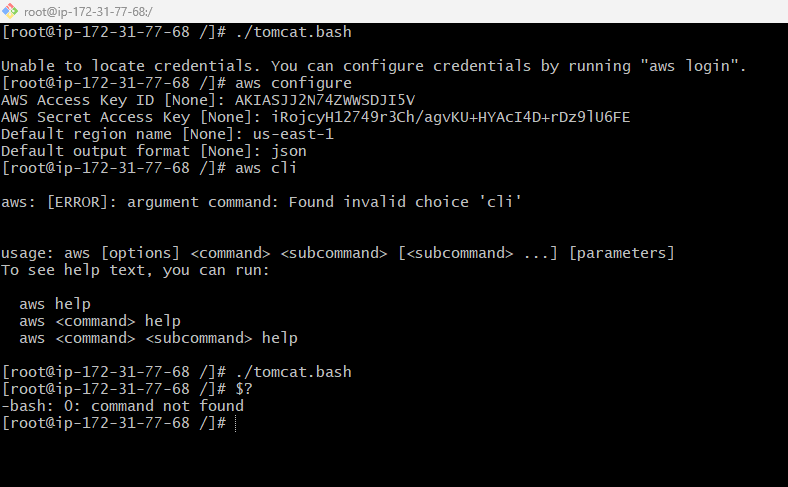 root@ip-172-31-77-68:/
[root@ip-172-31-77-68 /]# ./tomcat.bash
Unable to locate credentials. You can configure credentials by running "aws login".
[root@ip-172-31-77-68 /]# aws configure
AWS Access Key ID [None]: AKIASJJ2N74ZWWSDJI5V
AWS Secret Access Key [None]: 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
Default region name [None]: us-east-1
Default output format [None]: json
[root@ip-172-31-77-68 /]# aws cli
aws: [ERROR]: argument command: Found invalid choice 'cli'
usage: aws [options] <command> <subcommand> [<subcommand> ...] [parameters]
To see help text, you can run:
  aws help
  aws <command> help
  aws <command> <subcommand> help
[root@ip-172-31-77-68 /]# ./tomcat.bash
[root@ip-172-31-77-68 /]# $?
-bash: 0: command not found
[root@ip-172-31-77-68 /]#